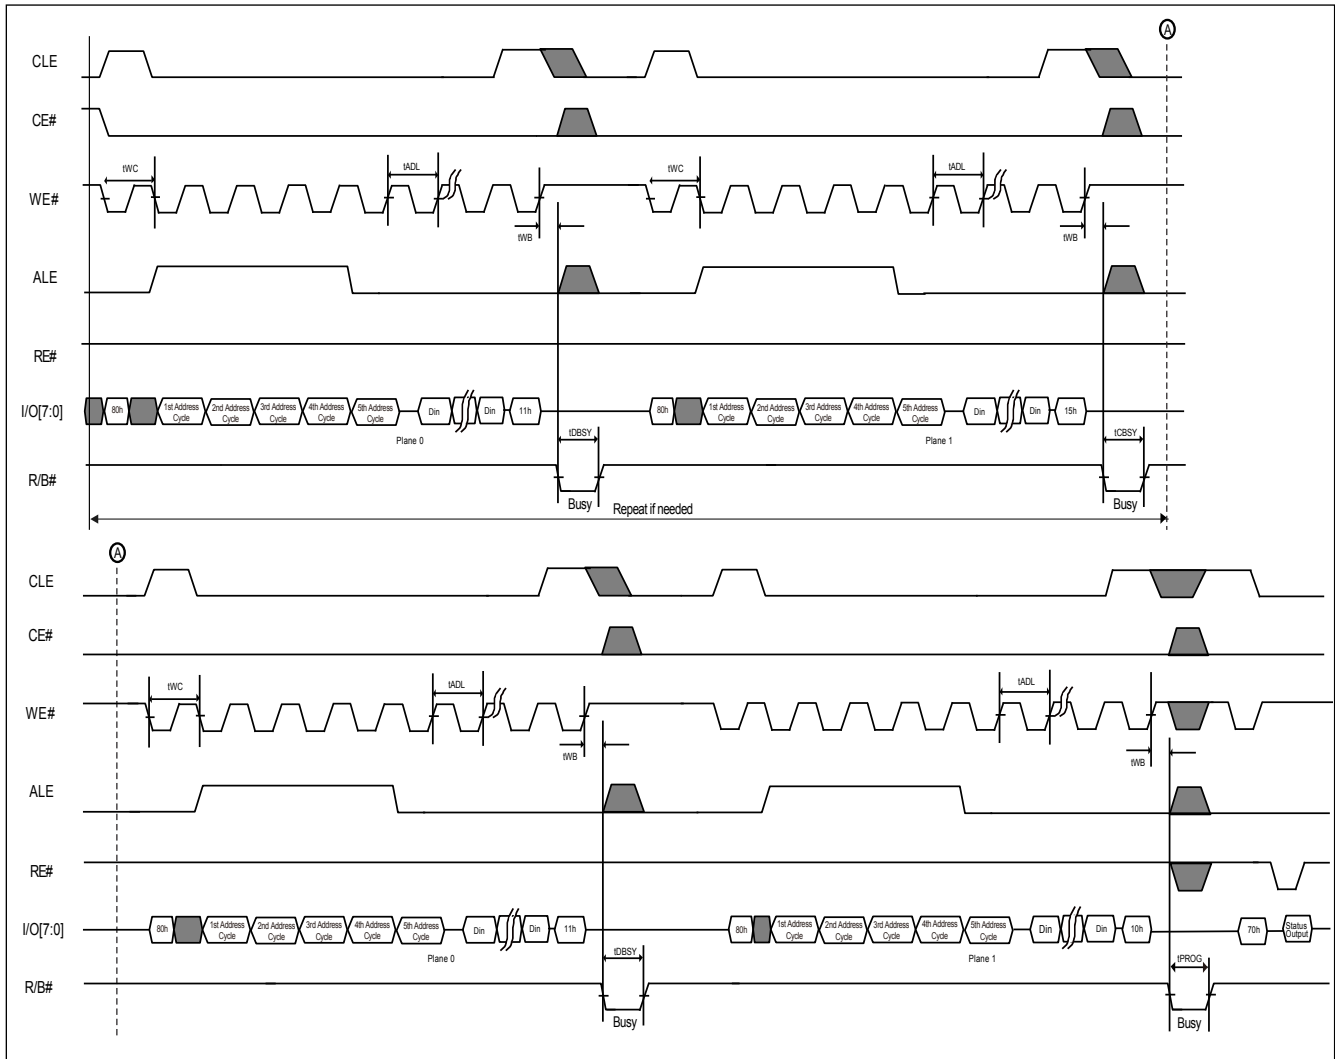 A
CLE
CE#
tWC
tADL
tWC
tADL
WE#
tWB
tWB
ALE
RE#
I/O[7:0]
80h
1st Address Cycle
2nd Address Cycle
3rd Address Cycle
4th Address Cycle
5th Address Cycle
Din
Din
11h
80h
1st Address Cycle
2nd Address Cycle
3rd Address Cycle
4th Address Cycle
5th Address Cycle
Din
Din
15h
Plane 0
tDBSY
Plane 1
tCBSY
R/B#
Busy
Busy
Repeat if needed
A
CLE
CE#
tWC
tADL
tADL
WE#
tWB
tWB
ALE
RE#
I/O[7:0]
80h
1st Address Cycle
2nd Address Cycle
3rd Address Cycle
4th Address Cycle
5th Address Cycle
Din
Din
11h
80h
1st Address Cycle
2nd Address Cycle
3rd Address Cycle
4th Address Cycle
5th Address Cycle
Din
Din
10h
70h
Status Output
Plane 0
tDBSY
Plane 1
tPROG
R/B#
Busy
Busy